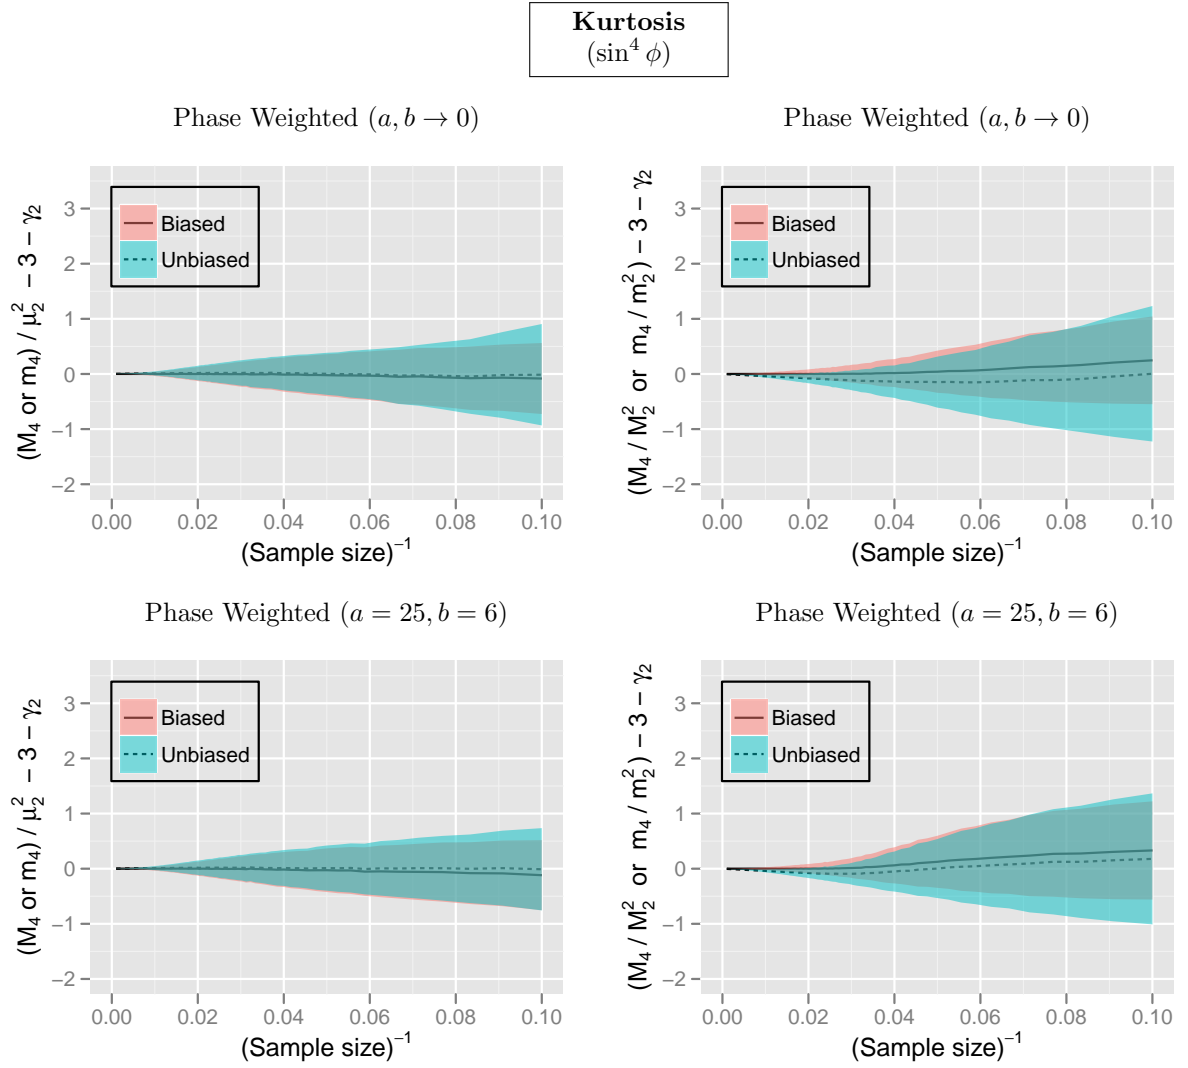 Kurtosis
(sin⁴ ϕ)
Phase Weighted (a, b → 0)
(M₄ or m₄) / μ₂² − 3 − γ₂
3
2
1
0
−1
−2
Biased
Unbiased
0.00 0.02 0.04 0.06 0.08 0.10
(Sample size)⁻¹
Phase Weighted (a, b → 0)
(M₄ / M₂² or m₄ / m₂²) − 3 − γ₂
3
2
1
0
−1
−2
Biased
Unbiased
0.00 0.02 0.04 0.06 0.08 0.10
(Sample size)⁻¹
Phase Weighted (a = 25, b = 6)
(M₄ or m₄) / μ₂² − 3 − γ₂
3
2
1
0
−1
−2
Biased
Unbiased
0.00 0.02 0.04 0.06 0.08 0.10
(Sample size)⁻¹
Phase Weighted (a = 25, b = 6)
(M₄ / M₂² or m₄ / m₂²) − 3 − γ₂
3
2
1
0
−1
−2
Biased
Unbiased
0.00 0.02 0.04 0.06 0.08 0.10
(Sample size)⁻¹